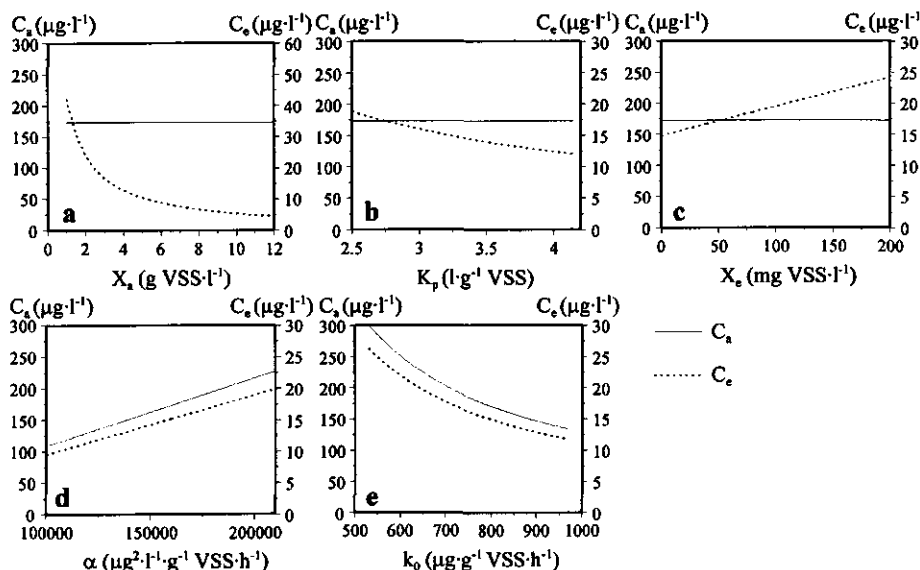 Cₐ (µg·l⁻¹) Cₑ (µg·l⁻¹) Cₐ (µg·l⁻¹) Cₑ (µg·l⁻¹) Cₐ (µg·l⁻¹) Cₑ (µg·l⁻¹)
300 60 300 30 300 30
250 50 250 25 250 25
200 40 200 20 200 20
150 30 150 15 150 15
100 20 100 10 100 10
50 10 50 5 50 5
0 0 0 0 0 0
a b c
0 2 4 6 8 10 12 2.5 3 3.5 4 0 50 100 150 200
Xₐ (g VSS·l⁻¹) Kₚ (l·g⁻¹ VSS) Xₑ (mg VSS·l⁻¹)
Cₐ (µg·l⁻¹) Cₑ (µg·l⁻¹) Cₐ (µg·l⁻¹) Cₑ (µg·l⁻¹)
300 30 300 30
250 25 250 25
200 20 200 20
150 15 150 15
100 10 100 10
50 5 50 5
0 0 0 0
d e
100000 150000 200000 500 600 700 800 900 1000
α (µg²·l⁻¹·g⁻¹ VSS·h⁻¹) k₀ (µg·g⁻¹ VSS·h⁻¹)
Cₐ
Cₑ